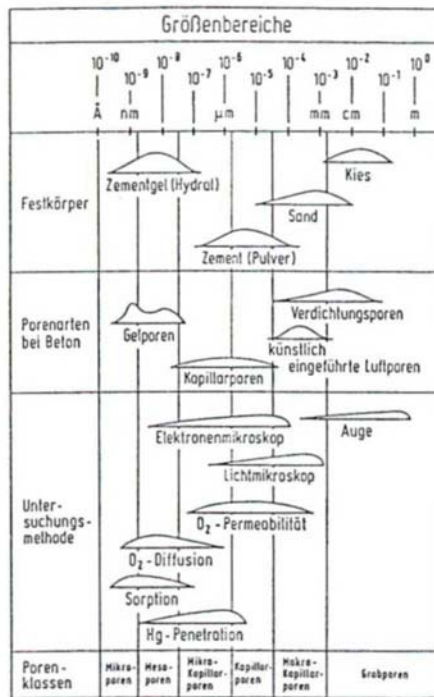 Größenbereiche
10⁻¹⁰ 10⁻⁸ 10⁻⁶ 10⁻⁴ 10⁻² 10⁰
10⁻⁹ 10⁻⁷ 10⁻⁵ 10⁻³ 10⁻¹
Å nm µm mm cm m
Festkörper
Zementgel (Hydrat)
Kies
Sand
Zement (Pulver)
Porenarten
bei Beton
Gelporen
Verdichtungsporen
künstlich
eingeführte Luftporen
Kapillarporen
Unter-
suchungs-
methode
Elektronenmikroskop
Auge
Lichtmikroskop
O₂-Permeabilität
O₂-Diffusion
Sorption
Hg-Penetration
Poren-
klassen
Mikro-
poren
Meso-
poren
Mikro-
Kapillar-
poren
Kapillar-
poren
Makro-
Kapillar-
poren
Grobporen